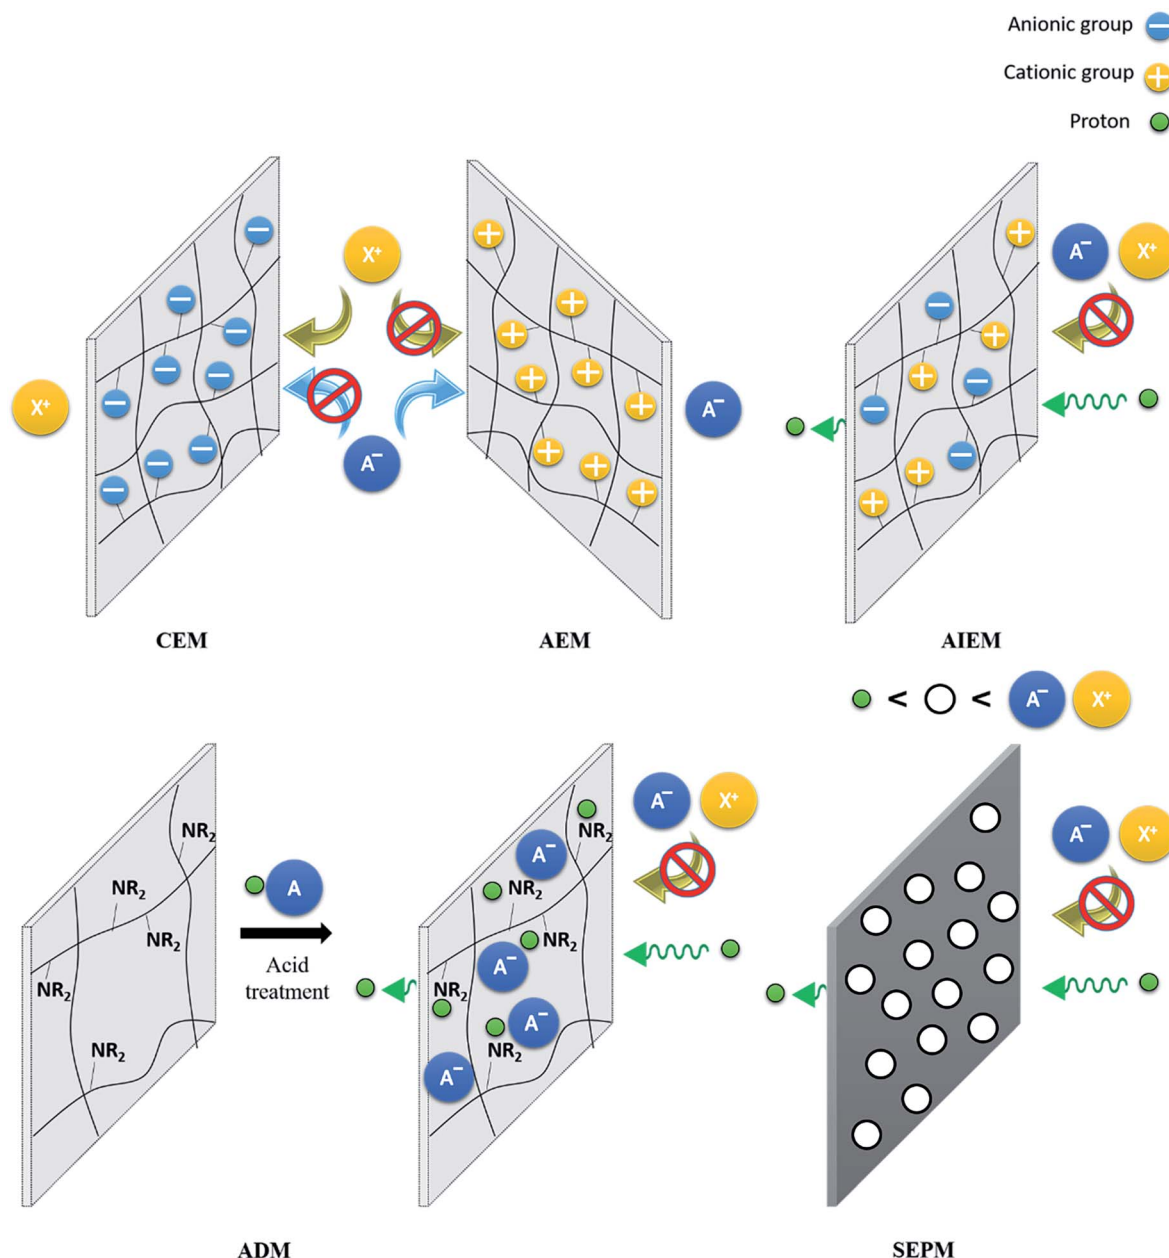 Anionic group
Cationic group
Proton
X⁺
A⁻
X⁺
X⁺
A⁻
A⁻
CEM
AEM
AIEM
< < A⁻ X⁺
NR₂
NR₂
NR₂
NR₂
NR₂
A
Acid
treatment
A⁻
X⁺
NR₂
A⁻
NR₂
NR₂
A⁻
NR₂
A⁻
NR₂
A⁻
A⁻
X⁺
ADM
SEPM